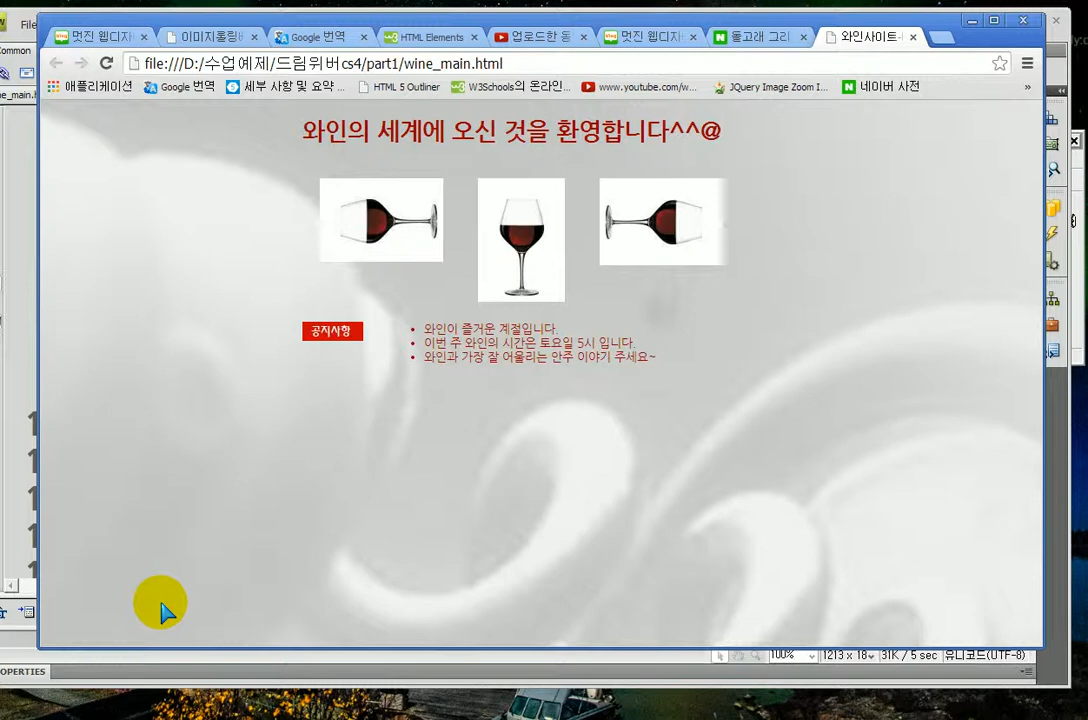 File
멋진 웹디자
이미지롤링버
Google 번역
HTML Elements
업로드한 동
멋진 웹디자
돌고래 그리
와인사이트-
Common
file:///D:/수업예제/드림위버cs4/part1/wine_main.html
애플리케이션
Google 번역
세부 사항 및 요약 ...
HTML 5 Outliner
W3Schools의 온라인...
www.youtube.com/w...
JQuery Image Zoom I...
네이버 사전
»
와인의 세계에 오신 것을 환영합니다^^@
공지사항
• 와인이 즐거운 계절입니다.
• 이번 주 와인의 시간은 토요일 5시 입니다.
• 와인과 가장 잘 어울리는 안주 이야기 주세요~
100%
1213 x 18
31K / 5 sec
유니코드(UTF-8)
OPERTIES